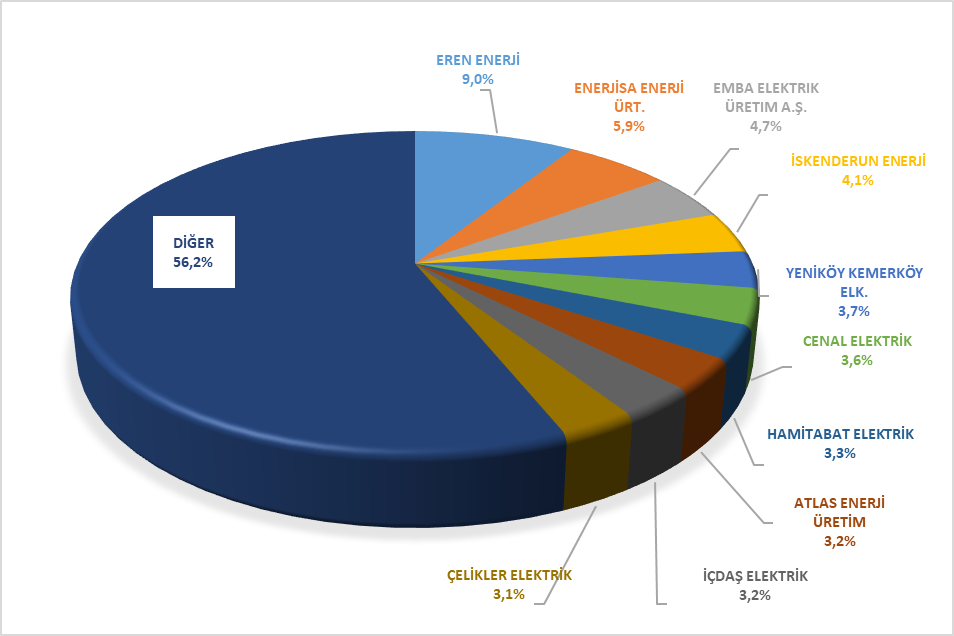 EREN ENERJİ
9,0%
ENERJİSA ENERJİ
ÜRT.
5,9%
EMBA ELEKTRIK
ÜRETIM A.Ş.
4,7%
İSKENDERUN ENERJİ
4,1%
YENİKÖY KEMERKÖY
ELK.
3,7%
CENAL ELEKTRİK
3,6%
HAMİTABAT ELEKTRİK
3,3%
ATLAS ENERJİ
ÜRETİM
3,2%
İÇDAŞ ELEKTRİK
3,2%
ÇELİKLER ELEKTRİK
3,1%
DİĞER
56,2%